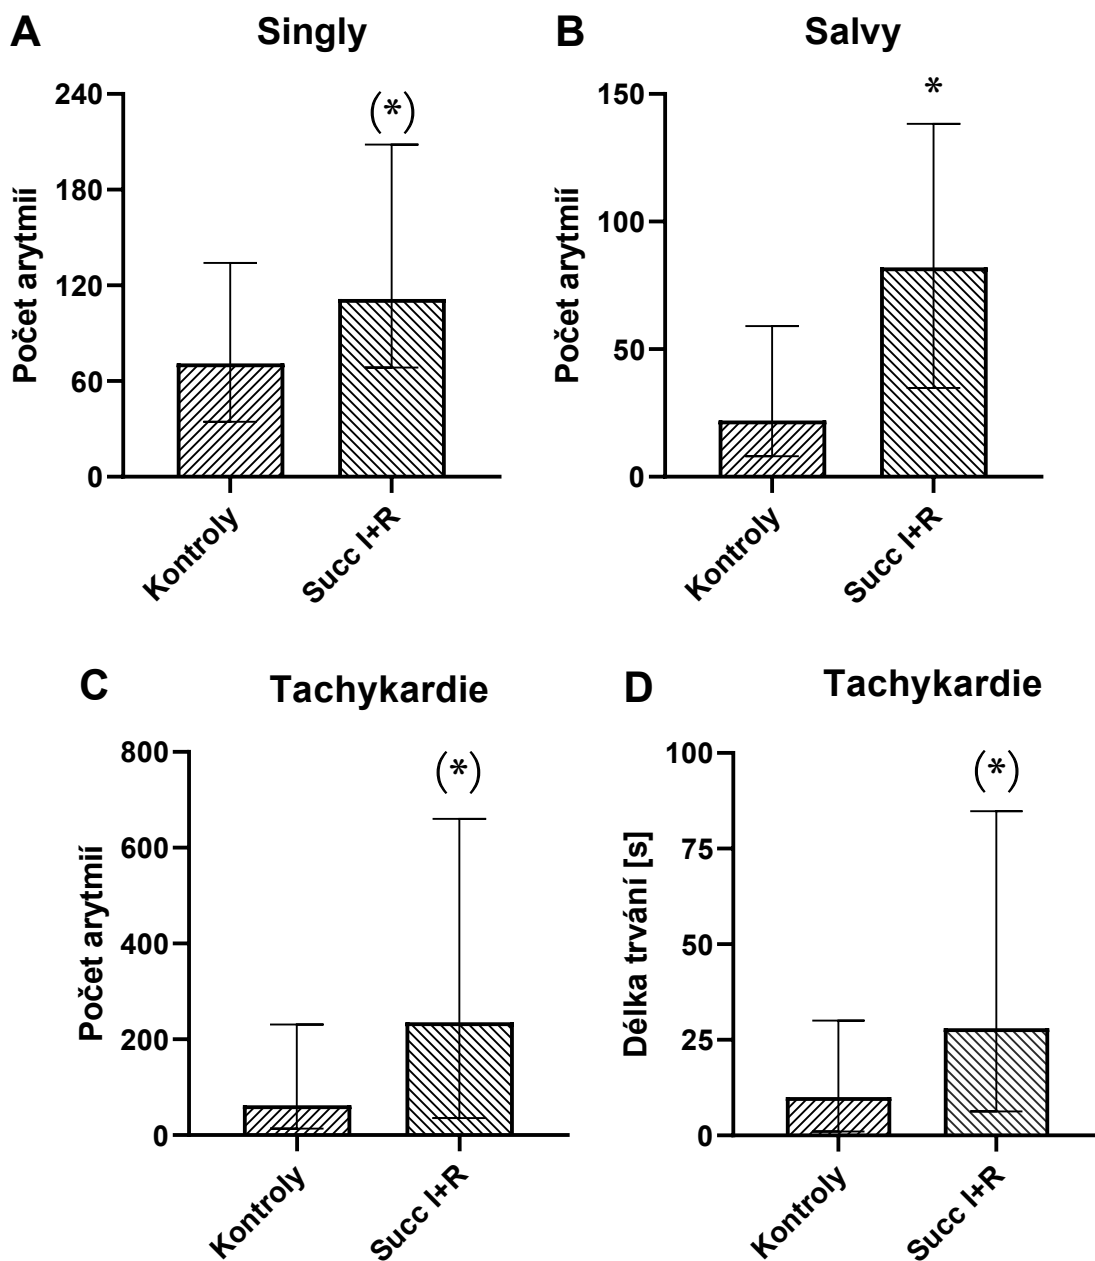 A
Singly
Počet arytmií
240
180
120
60
0
(*)
Kontroly
Succ I+R
B
Salvy
Počet arytmií
150
100
50
0
*
Kontroly
Succ I+R
C
Tachykardie
Počet arytmií
800
600
400
200
0
(*)
Kontroly
Succ I+R
D
Tachykardie
Délka trvání [s]
100
75
50
25
0
(*)
Kontroly
Succ I+R